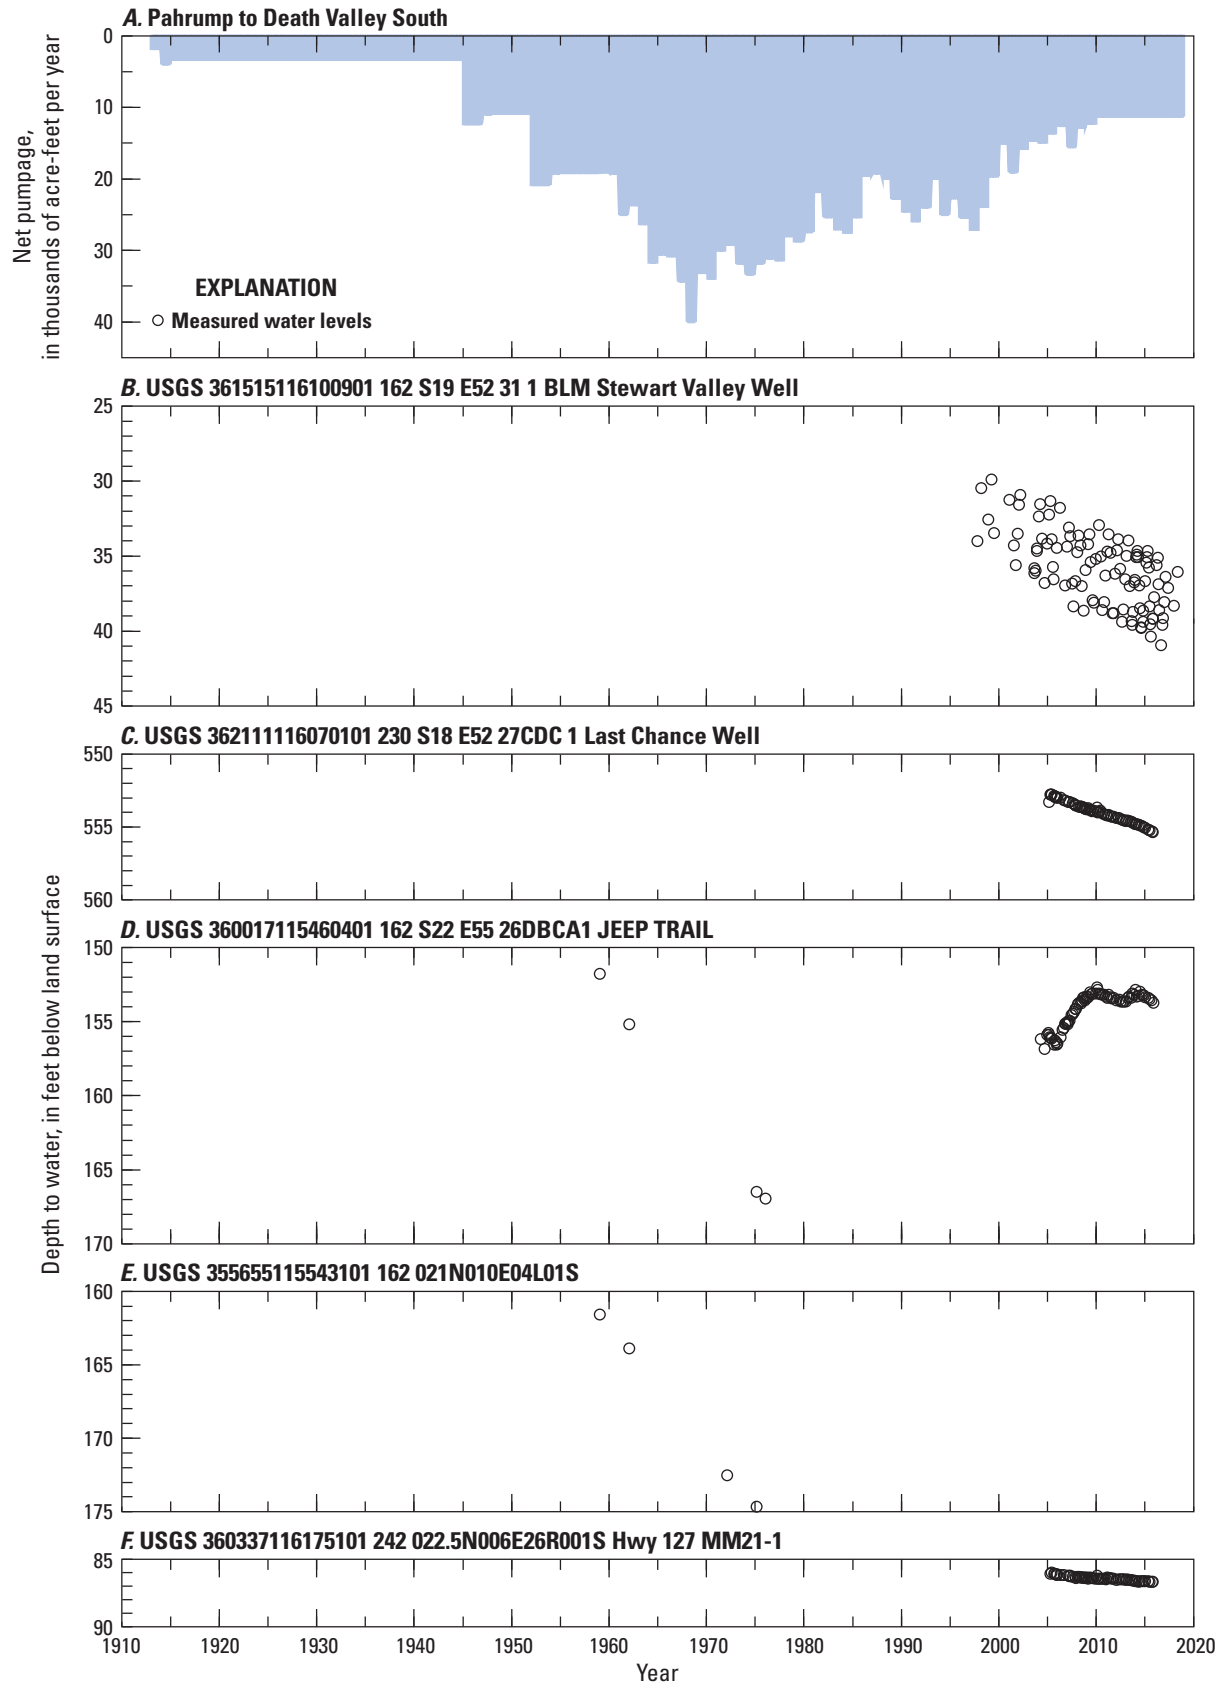 A. Pahrump to Death Valley South
Net pumpage,
in thousands of acre-feet per year
0
10
20
30
40
EXPLANATION
Measured water levels
B. USGS 361515116100901 162 S19 E52 31 1 BLM Stewart Valley Well
25
30
35
40
45
C. USGS 362111116070101 230 S18 E52 27CDC 1 Last Chance Well
550
555
560
Depth to water, in feet below land surface
D. USGS 360017115460401 162 S22 E55 26DBCA1 JEEP TRAIL
150
155
160
165
170
E. USGS 355655115543101 162 021N010E04L01S
160
165
170
175
F. USGS 360337116175101 242 022.5N006E26R001S Hwy 127 MM21-1
85
90
1910 1920 1930 1940 1950 1960 1970 1980 1990 2000 2010 2020
Year